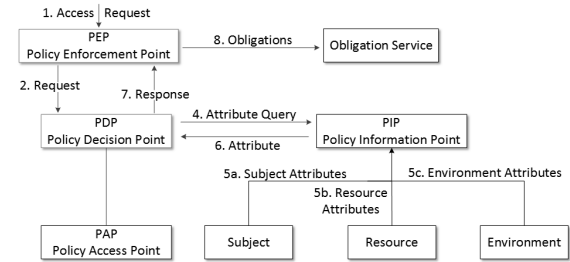 1. Access Request
PEP
Policy Enforcement Point
8. Obligations
Obligation Service
2. Request
7. Response
PDP
Policy Decision Point
4. Attribute Query
6. Attribute
PIP
Policy Information Point
5a. Subject Attributes
5b. Resource
Attributes
5c. Environment Attributes
PAP
Policy Access Point
Subject
Resource
Environment